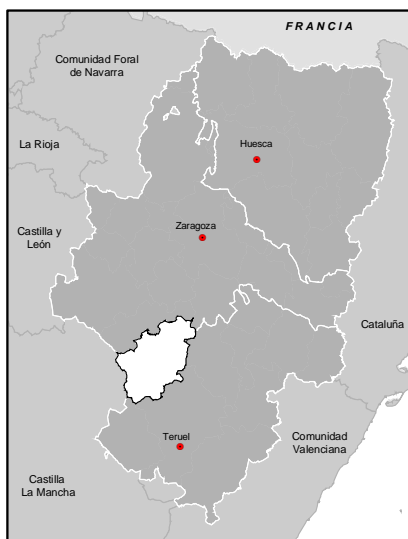 FRANCIA
Comunidad Foral
de Navarra
La Rioja
Huesca
Castilla y
León
Zaragoza
Cataluña
Teruel
Comunidad
Valenciana
Castilla
La Mancha